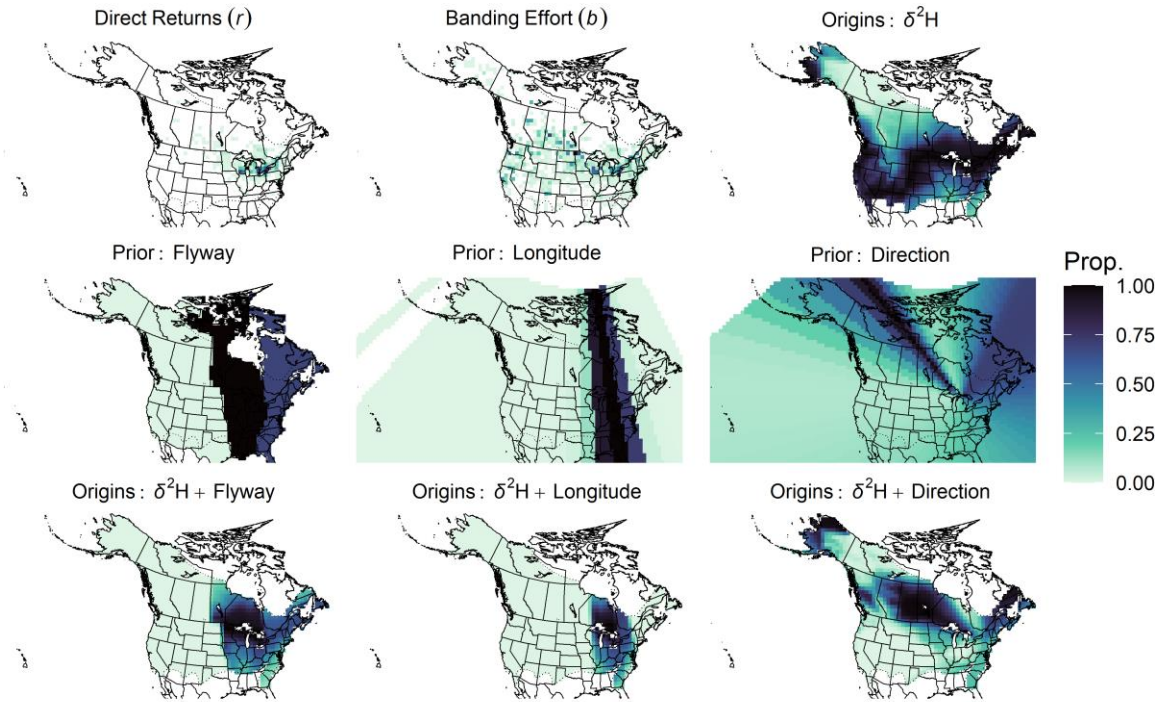 Direct Returns (r)
Banding Effort (b)
Origins : δ²H
Prior : Flyway
Prior : Longitude
Prior : Direction
Prop.
1.00
0.75
0.50
0.25
0.00
Origins : δ²H + Flyway
Origins : δ²H + Longitude
Origins : δ²H + Direction